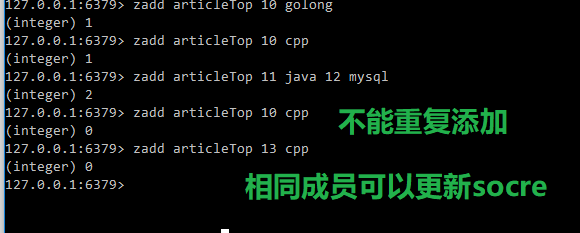 127.0.0.1:6379> zadd articleTop 10 golong
(integer) 1
127.0.0.1:6379> zadd articleTop 10 cpp
(integer) 1
127.0.0.1:6379> zadd articleTop 11 java 12 mysql
(integer) 2
127.0.0.1:6379> zadd articleTop 10 cpp
(integer) 0
不能重复添加
127.0.0.1:6379> zadd articleTop 13 cpp
(integer) 0
127.0.0.1:6379>
相同成员可以更新socre